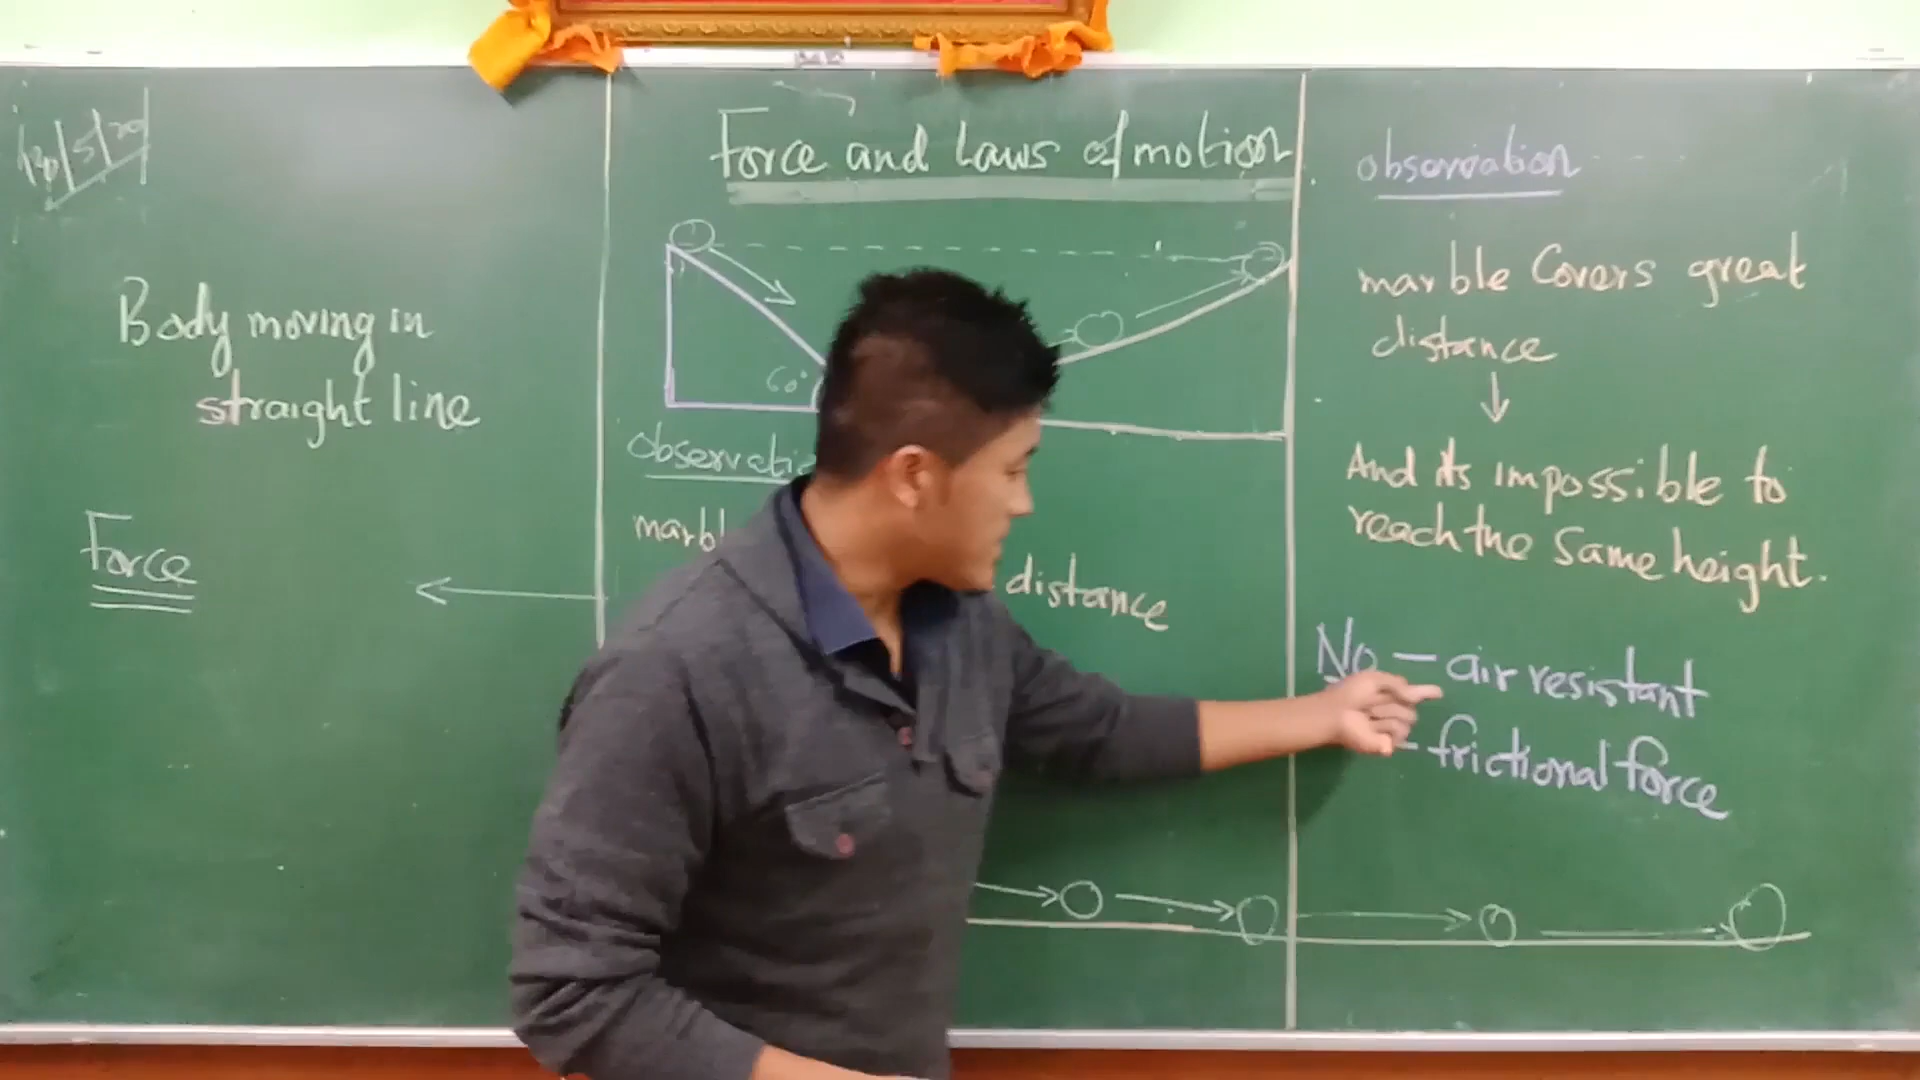 Force and Laws of motion
Body moving in
straight line
Force
60°
observatio
marbl
distance
observation
marble Covers great
distance
And its impossible to
reach the same height.
No - air resistant
- frictional force